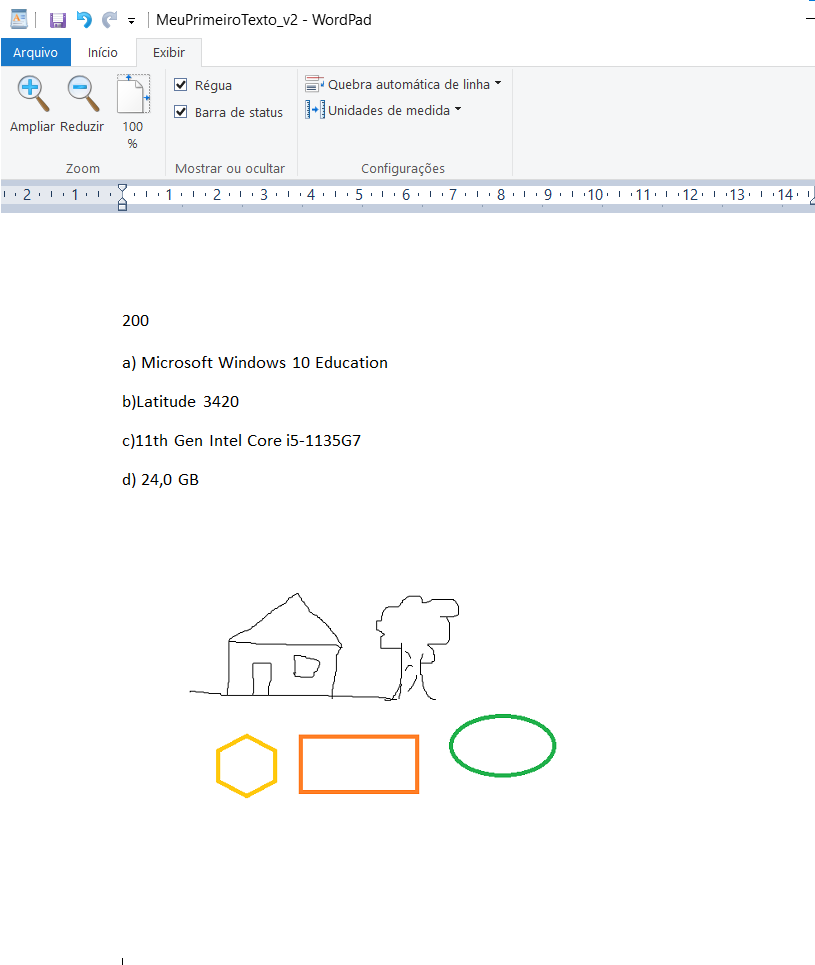 MeuPrimeiroTexto_v2 - WordPad
Arquivo Início Exibir
Ampliar Reduzir 100 %
Régua
Barra de status
Quebra automática de linha
Unidades de medida
Zoom Mostrar ou ocultar Configurações
2 1 1 2 3 4 5 6 7 8 9 10 11 12 13 14
200
a) Microsoft Windows 10 Education
b)Latitude 3420
c)11th Gen Intel Core i5-1135G7
d) 24,0 GB